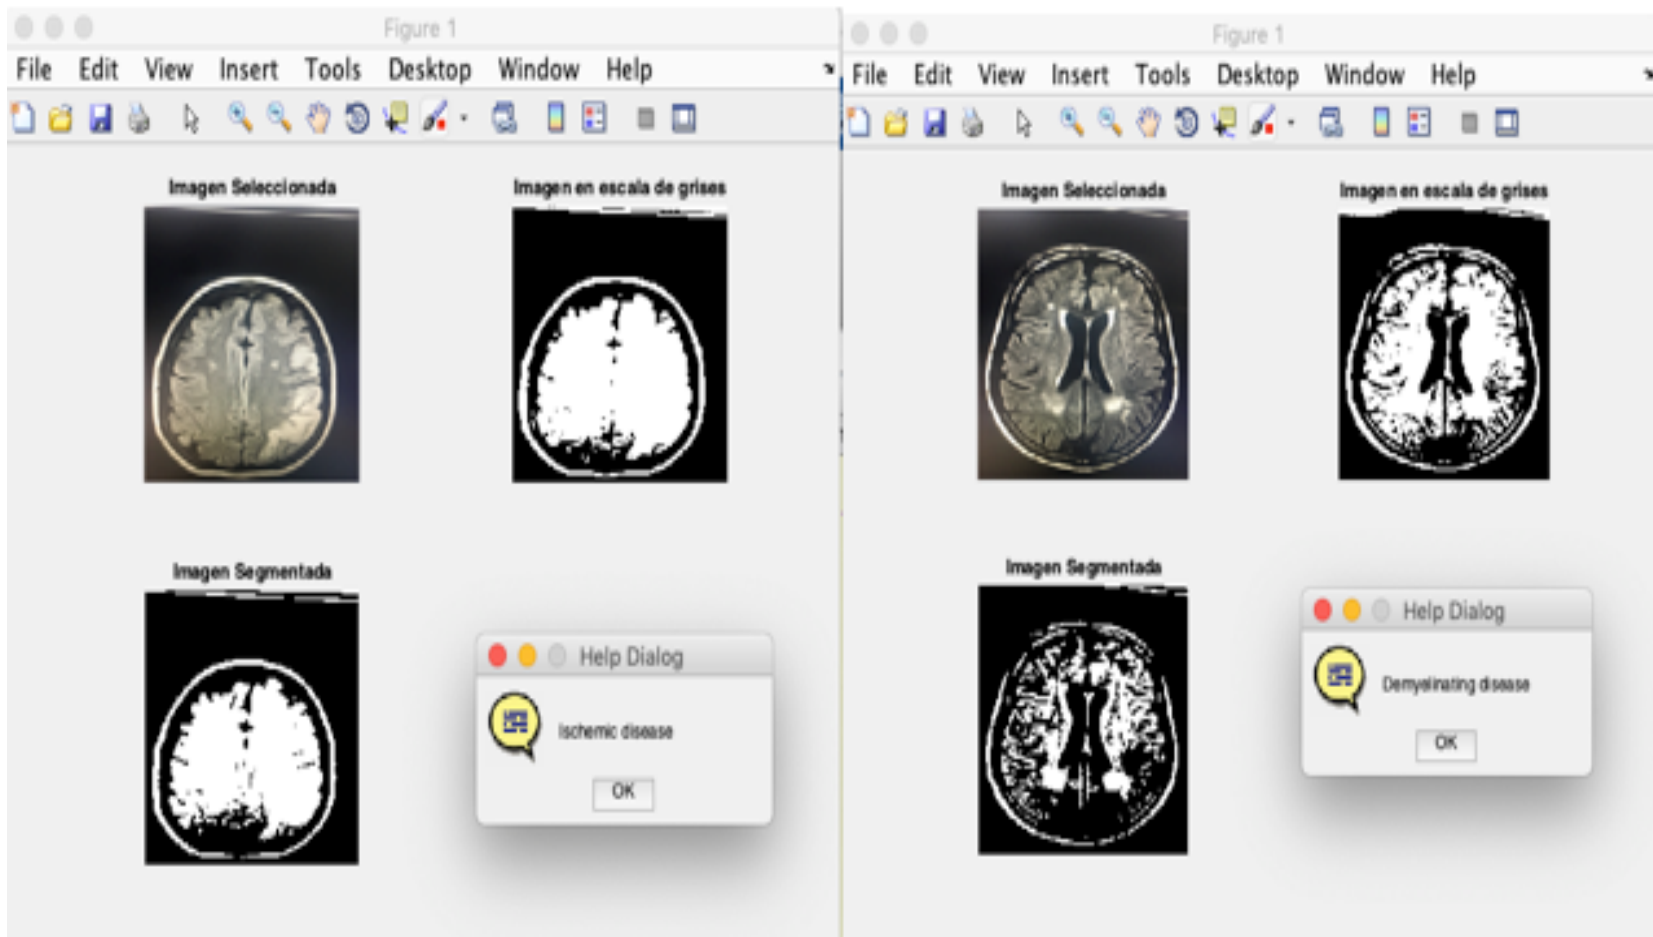 Figure 1
File Edit View Insert Tools Desktop Window Help
Imagen Seleccionada
Imagen en escala de grises
Imagen Segmentada
Help Dialog
Ischemic disease
OK
Figure 1
File Edit View Insert Tools Desktop Window Help
Imagen Seleccionada
Imagen en escala de grises
Imagen Segmentada
Help Dialog
Demyelinating disease
OK